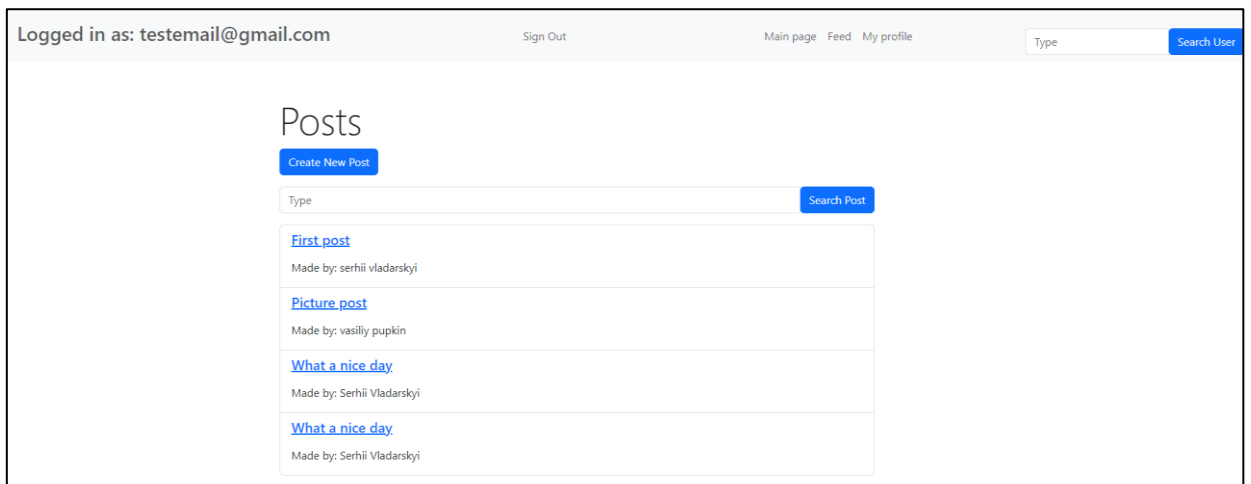 Logged in as: testemail@gmail.com Sign Out Main page Feed My profile Type Search User
Posts
Create New Post
Type Search Post
First post
Made by: serhii vladarskyi
Picture post
Made by: vasiliy pupkin
What a nice day
Made by: Serhii Vladarskyi
What a nice day
Made by: Serhii Vladarskyi